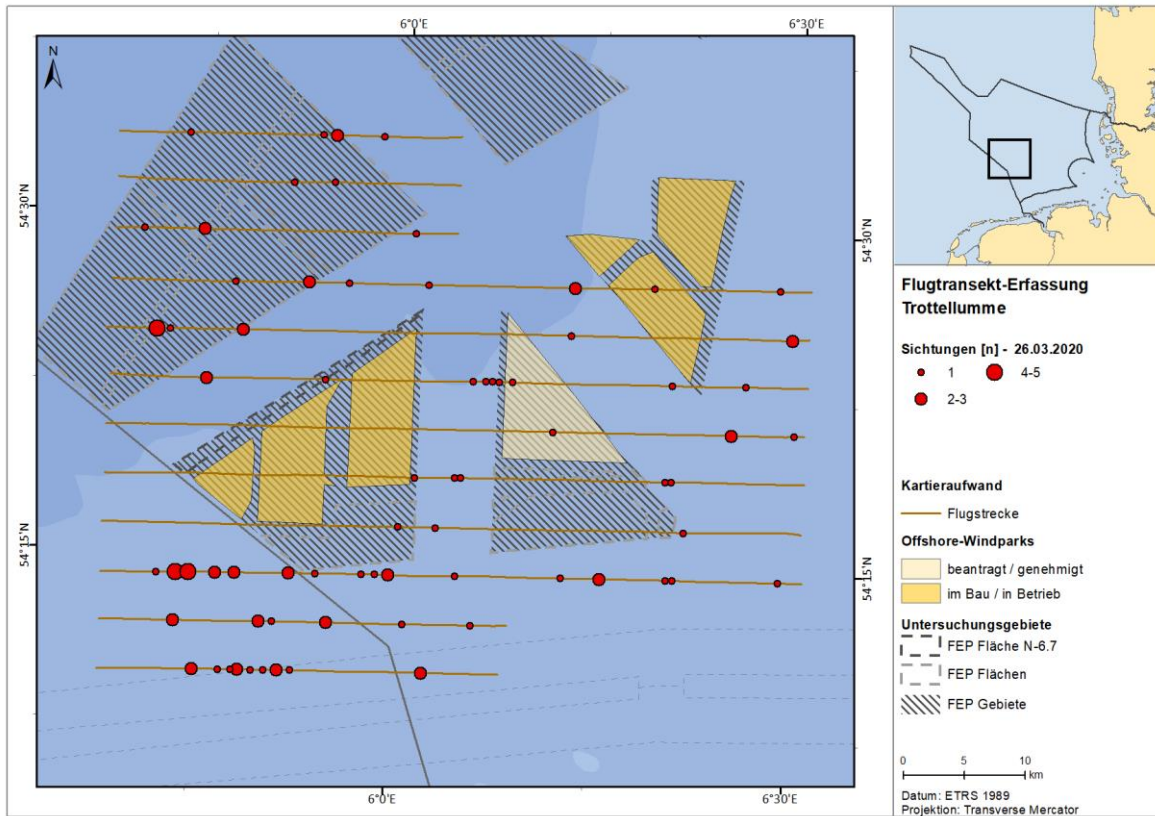 6°0'E
6°30'E
N
54°30'N
54°30'N
54°15'N
54°15'N
6°0'E
6°30'E
Flugtransekt-Erfassung
Trottellumme
Sichtungen [n] - 26.03.2020
1
4-5
2-3
Kartieraufwand
Flugstrecke
Offshore-Windparks
beantragt / genehmigt
im Bau / in Betrieb
Untersuchungsgebiete
FEP Fläche N-6.7
FEP Flächen
FEP Gebiete
0 5 10
km
Datum: ETRS 1989
Projektion: Transverse Mercator